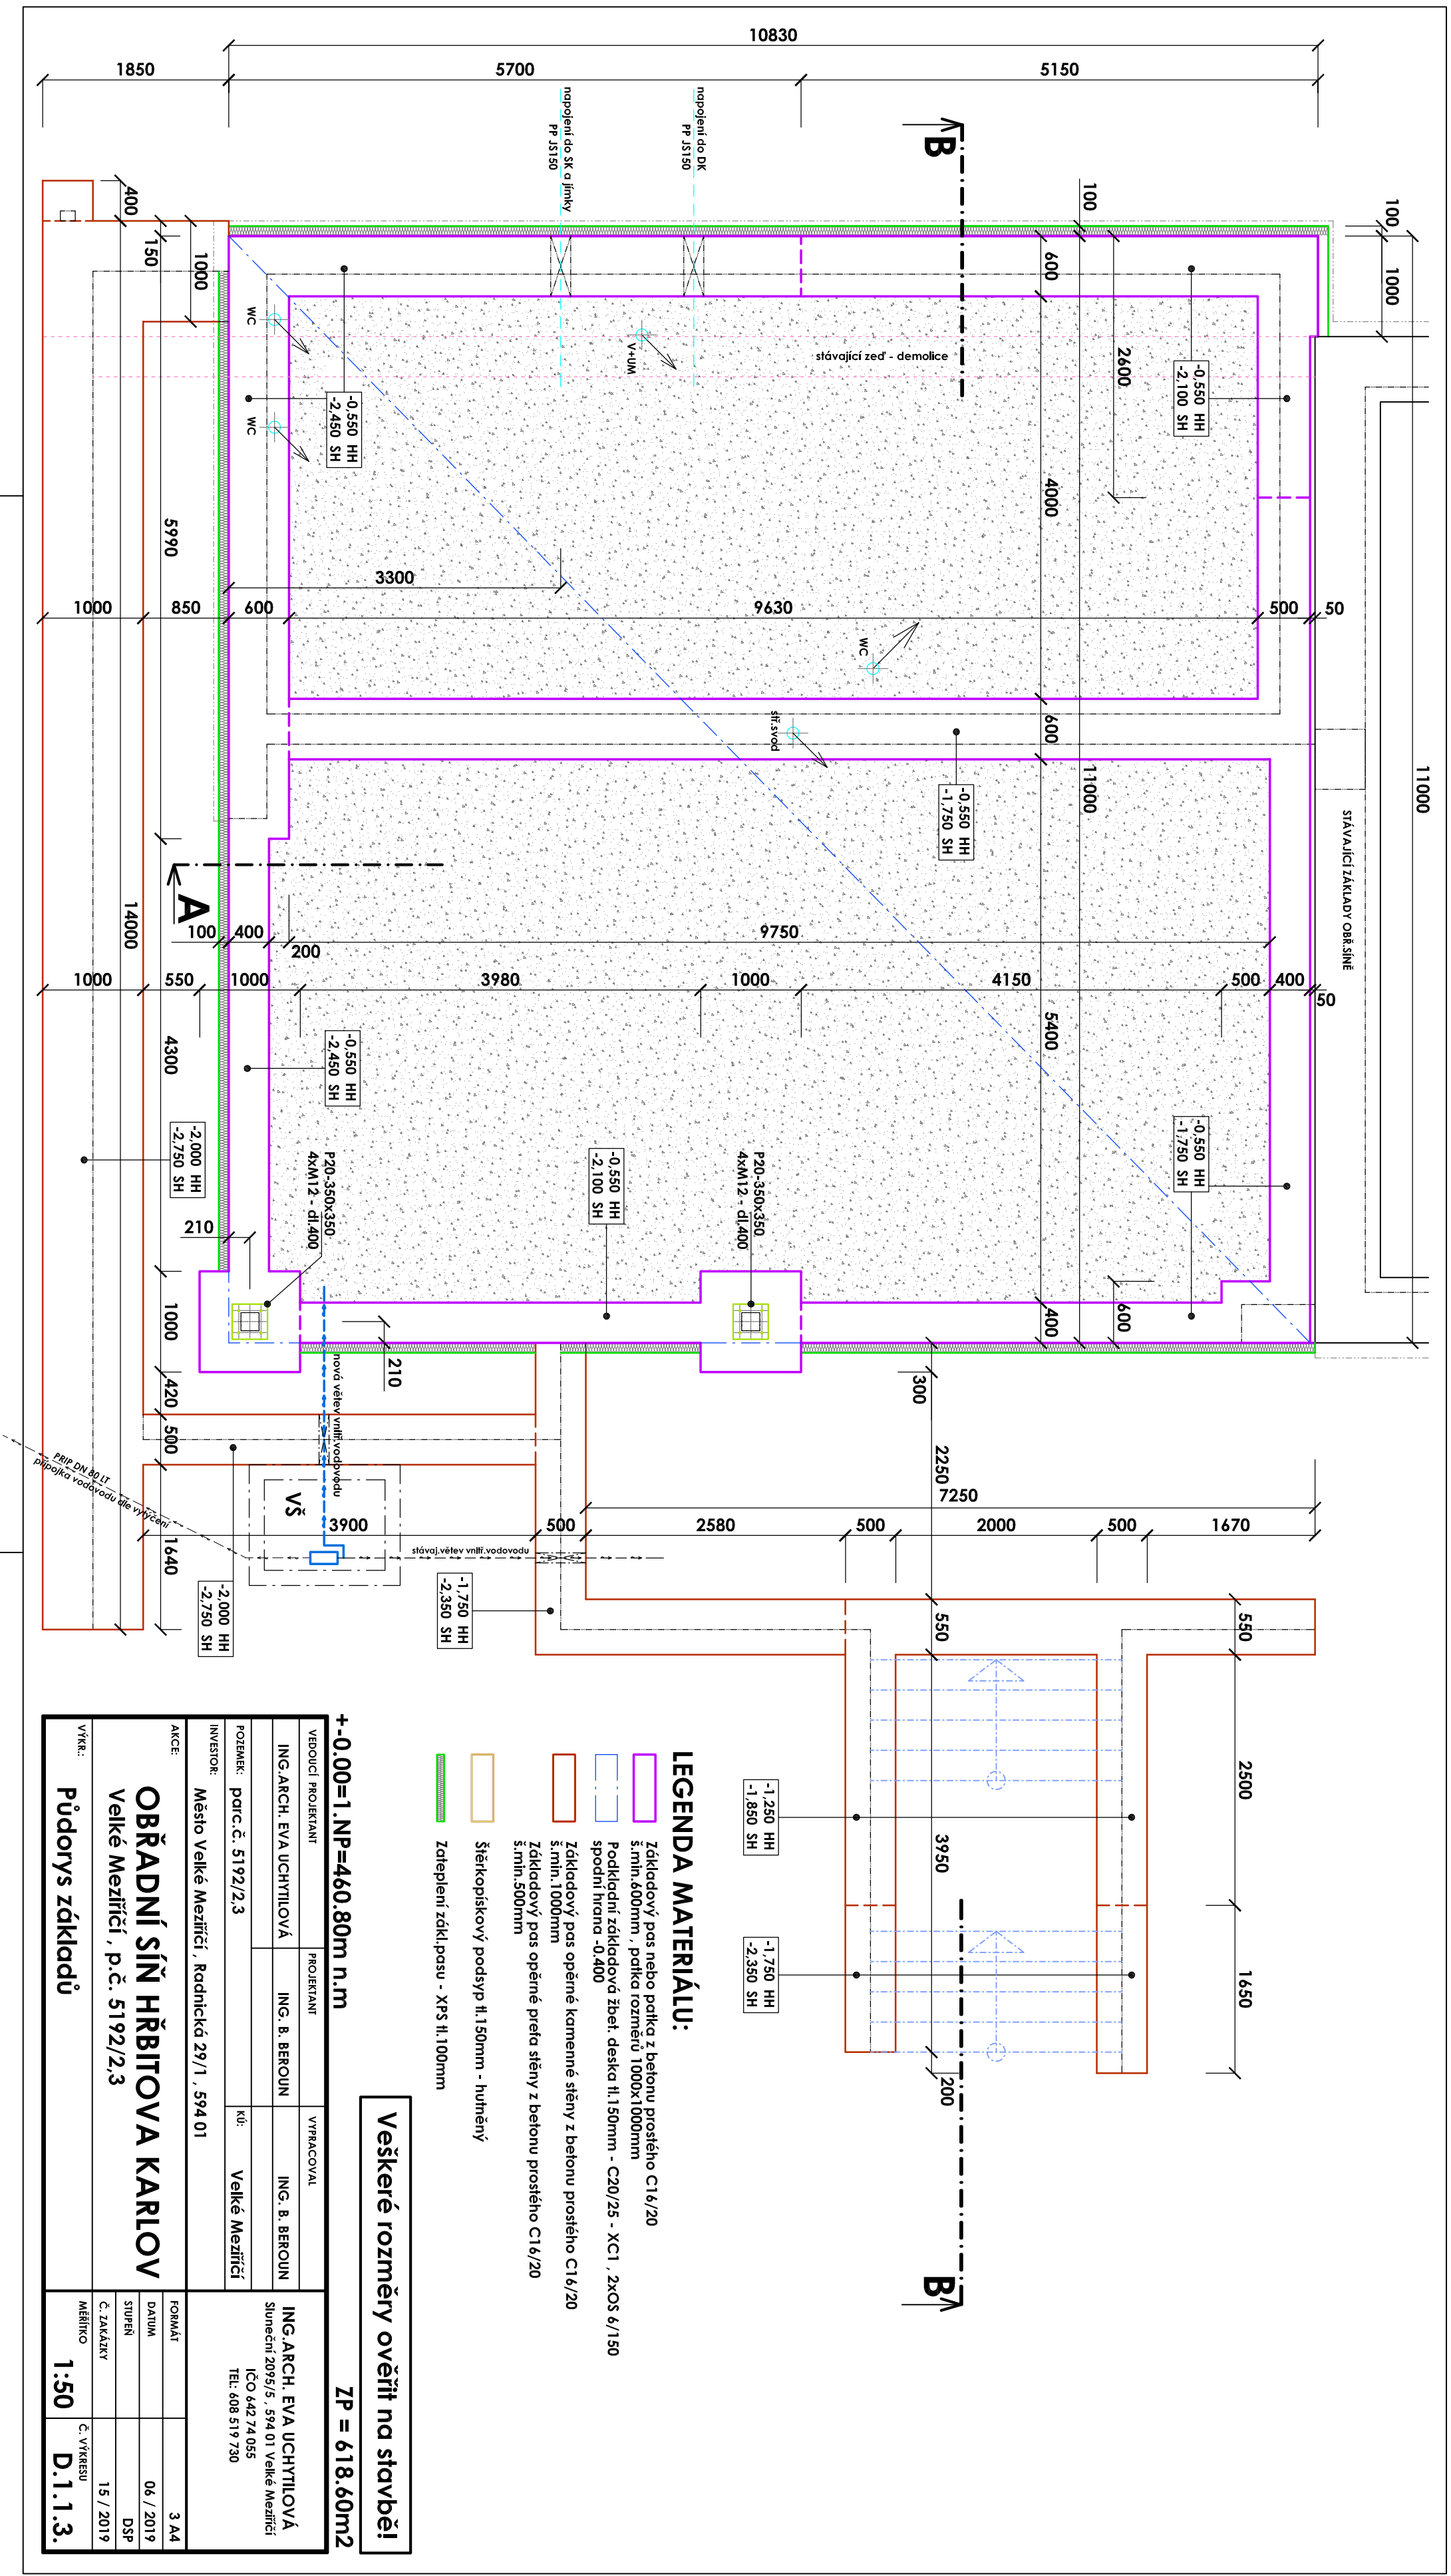 10830
1850
5700
5150
napojení do SK a jímky
PP JS150
napojení do DK
PP JS150
B
100
100
400
150
1000
600
2600
1000
11000
WC
WC
V+UM
stávající zeď - demolice
-0,550 HH
-2,450 SH
-0,550 HH
-2,100 SH
5990
3300
4000
1000
850
600
9630
500
50
WC
stř.svod
600
11000
-0,550 HH
-1,750 SH
STÁVAJÍCÍ ZÁKLADY OBŘ.SÍNĚ
A
14000
100
400
200
9750
1000
550
1000
3980
1000
4150
500
400
50
5400
4300
-0,550 HH
-2,450 SH
-2,000 HH
-2,750 SH
P20-350x350
4xM12 - dl.400
-0,550 HH
-2,100 SH
P20-350x350
4xM12 - dl.400
-0,550 HH
-1,750 SH
210
1000
400
600
210
420
300
500
nová větev vnitř.vodovodu
2250
7250
PRIP DN 80 LT
přípojka vodovodu dle vytýčení
VŠ
3900
500
2580
500
2000
500
1670
1640
stávaj.větev vnitř.vodovodu
-2,000 HH
-2,750 SH
-1,750 HH
-2,350 SH
550
550
2500
-1,250 HH
-1,850 SH
3950
1650
-1,750 HH
-2,350 SH
200
B
LEGENDA MATERIÁLU:
Základový pas nebo patka z betonu prostého C16/20
š.min.600mm , patka rozměrů 1000x1000mm
Podkladní základová žbet. deska tl.150mm - C20/25 - XC1 , 2xOS 6/150
spodní hrana -0.400
Základový pas opěrné kamenné stěny z betonu prostého C16/20
š.min.1000mm
Základový pas opěrné prefa stěny z betonu prostého C16/20
š.min.500mm
Štěrkopískový podsyp tl.150mm - hutněný
Zateplení zákl.pasu - XPS tl.100mm
Veškeré rozměry ověřit na stavbě!
+-0.00=1.NP=460.80m n.m
ZP = 618.60m2
VEDOUCÍ PROJEKTANT
PROJEKTANT
VYPRACOVAL
ING.ARCH. EVA UCHYTILOVÁ
ING. B. BEROUN
ING. B. BEROUN
ING.ARCH. EVA UCHYTILOVÁ
Sluneční 2095/5 , 594 01 Velké Meziříčí
IČO 642 74 055
TEL: 608 519 730
POZEMEK:
parc.č. 5192/2,3
KÚ:
Velké Meziříčí
INVESTOR:
Město Velké Meziříčí , Radnická 29/1 , 594 01
AKCE:
OBŘADNÍ SÍŇ HŘBITOVA KARLOV
Velké Meziříčí , p.č. 5192/2,3
FORMÁT
3 A4
DATUM
06 / 2019
STUPEŇ
DSP
Č. ZAKÁZKY
15 / 2019
VÝKR.:
Půdorys základů
MĚŘÍTKO
1:50
Č. VÝKRESU
D.1.1.3.